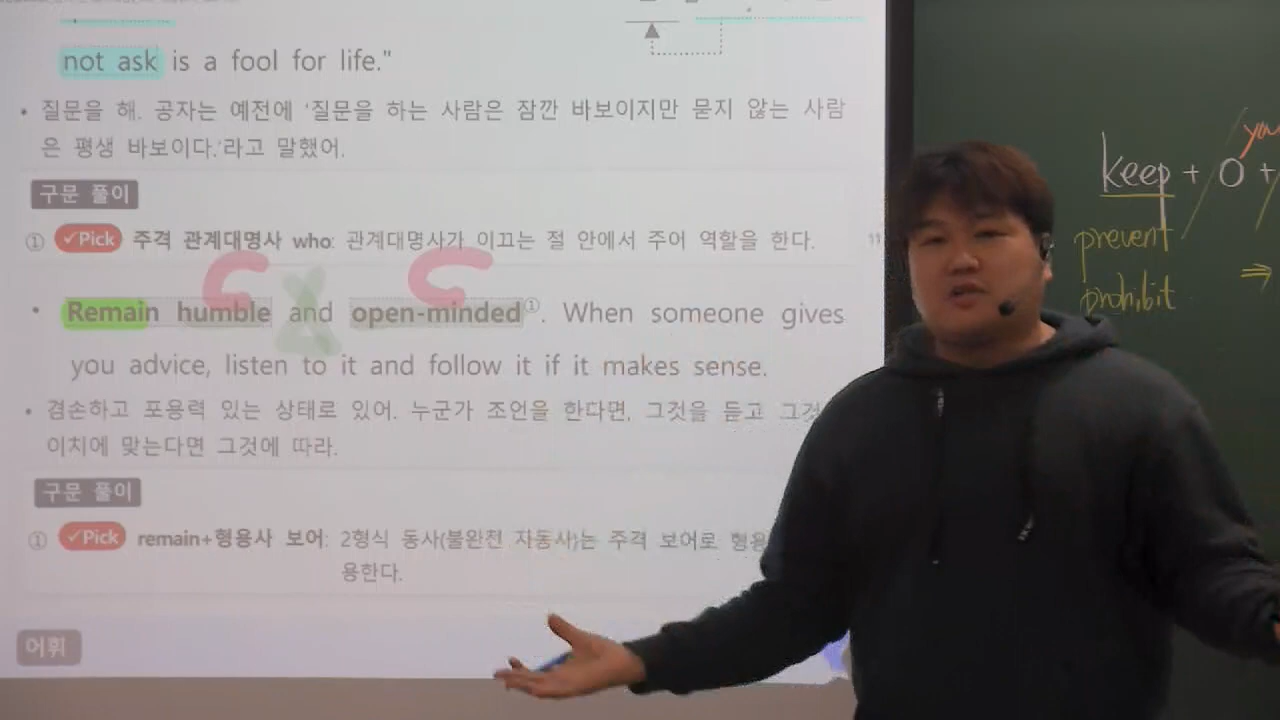 not ask is a fool for life."
• 질문을 해. 공자는 예전에 '질문을 하는 사람은 잠깐 바보이지만 묻지 않는 사람
은 평생 바보이다.'라고 말했어.
구문 풀이
① ✓Pick 주격 관계대명사 who: 관계대명사가 이끄는 절 안에서 주어 역할을 한다.
11
C C
• Remain humble and open-minded①. When someone gives
you advice, listen to it and follow it if it makes sense.
• 겸손하고 포용력 있는 상태로 있어. 누군가 조언을 한다면, 그것을 듣고 그것
이치에 맞는다면 그것에 따라.
구문 풀이
① ✓Pick remain+형용사 보어: 2형식 동사(불완전 자동사)는 주격 보어로 형용
용한다.
어휘
keep + O +
prevent
prohibit
⇒